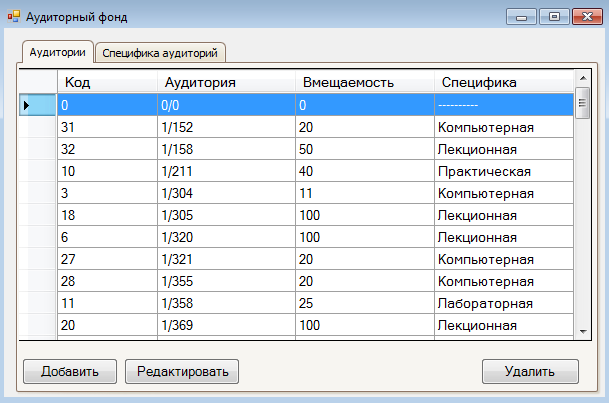 Аудиторный фонд
Аудитории Специфика аудиторий
Код Аудитория Вмещаемость Специфика
0 0/0 0 ----------
31 1/152 20 Компьютерная
32 1/158 50 Лекционная
10 1/211 40 Практическая
3 1/304 11 Компьютерная
18 1/305 100 Лекционная
6 1/320 100 Лекционная
27 1/321 20 Компьютерная
28 1/355 20 Компьютерная
11 1/358 25 Лабораторная
20 1/369 100 Лекционная
Добавить Редактировать Удалить